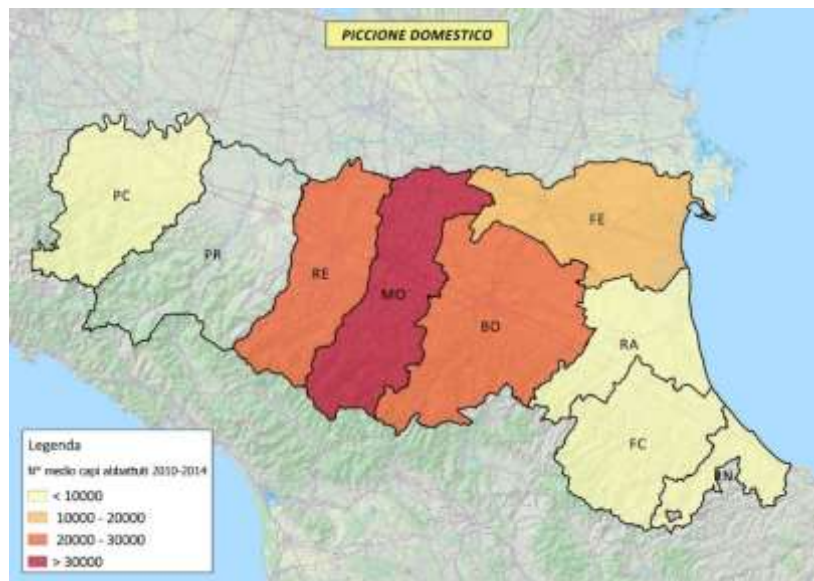 PICCIONE DOMESTICO
PC
PR
RE
MO
BO
FE
RA
FC
RN
Legenda
N° medio capi abbattuti 2010-2014
< 10000
10000 - 20000
20000 - 30000
> 30000